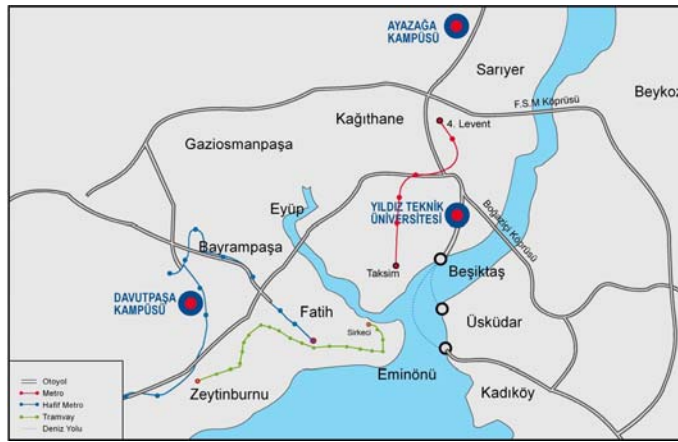 AYAZAĞA
KAMPÜSÜ
Sarıyer
Beykoz
F.S.M Köprüsü
Kağıthane
4. Levent
Gaziosmanpaşa
Eyüp
YILDIZ TEKNİK
ÜNİVERSİTESİ
Boğaziçi Köprüsü
Bayrampaşa
Taksim
Beşiktaş
DAVUTPAŞA
KAMPÜSÜ
Fatih
Sirkeci
Üsküdar
Eminönü
Zeytinburnu
Kadıköy
Otoyol
Metro
Hafif Metro
Tramvay
Deniz Yolu